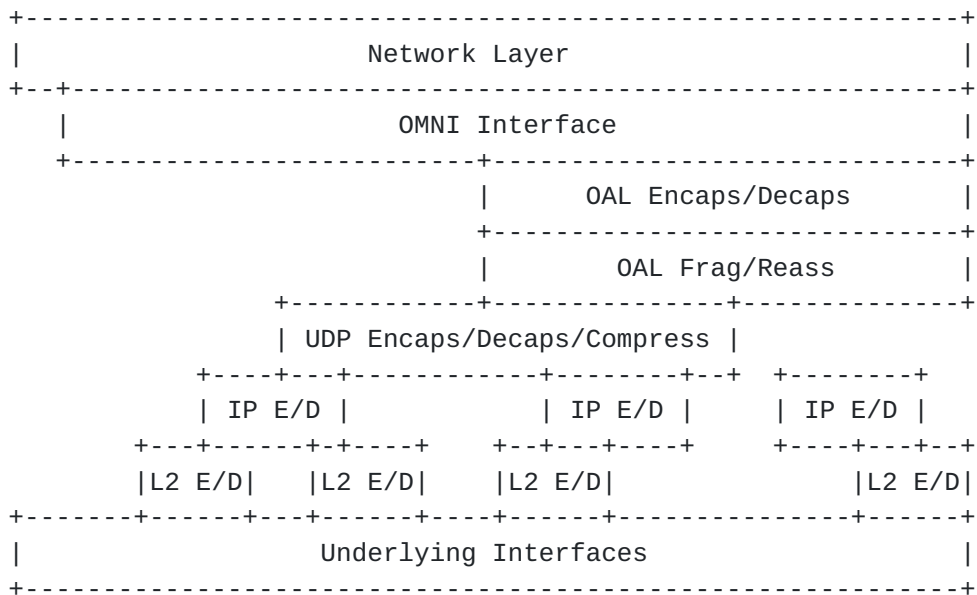 Network Layer
OMNI Interface
OAL Encaps/Decaps
OAL Frag/Reass
UDP Encaps/Decaps/Compress
IP E/D IP E/D IP E/D
L2 E/D L2 E/D L2 E/D L2 E/D
Underlying Interfaces